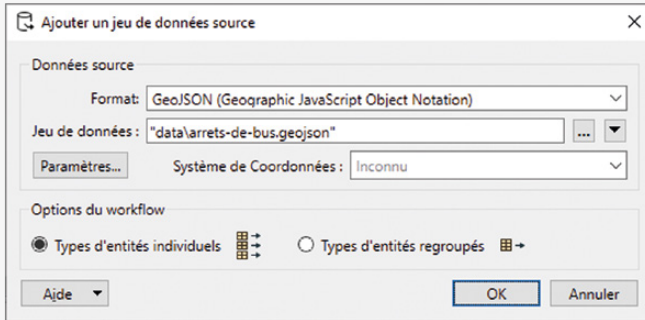 Ajouter un jeu de données source
Données source
Format: GeoJSON (Geographic JavaScript Object Notation)
Jeu de données : "data\arrets-de-bus.geojson" ...
Paramètres... Système de Coordonnées : Inconnu
Options du workflow
Types d'entités individuels Types d'entités regroupés
Aide OK Annuler